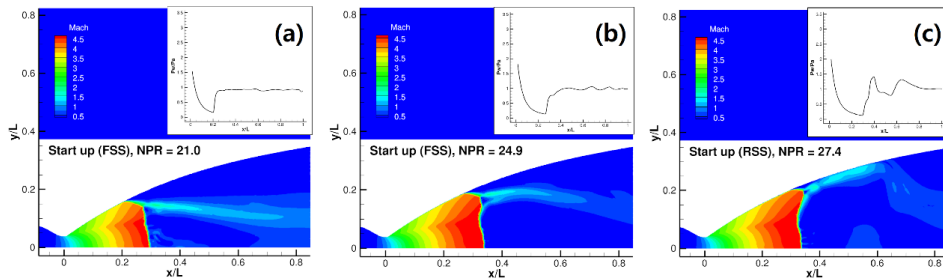 (a)
Mach
4.5
4
3.5
3
2.5
2
1.5
1
0.5
Pw/Pa
x/L
y/L
0.8
0.6
0.4
0.2
0
Start up (FSS), NPR = 21.0
0 0.2 0.4 0.6 0.8
x/L
(b)
Mach
4.5
4
3.5
3
2.5
2
1.5
1
0.5
Pw/Pa
x/L
y/L
0.8
0.6
0.4
0.2
0
Start up (FSS), NPR = 24.9
0 0.2 0.4 0.6 0.8
x/L
(c)
Mach
4.5
4
3.5
3
2.5
2
1.5
1
0.5
Pw/Pa
x/L
y/L
0.8
0.6
0.4
0.2
0
Start up (RSS), NPR = 27.4
0 0.2 0.4 0.6 0.8
x/L